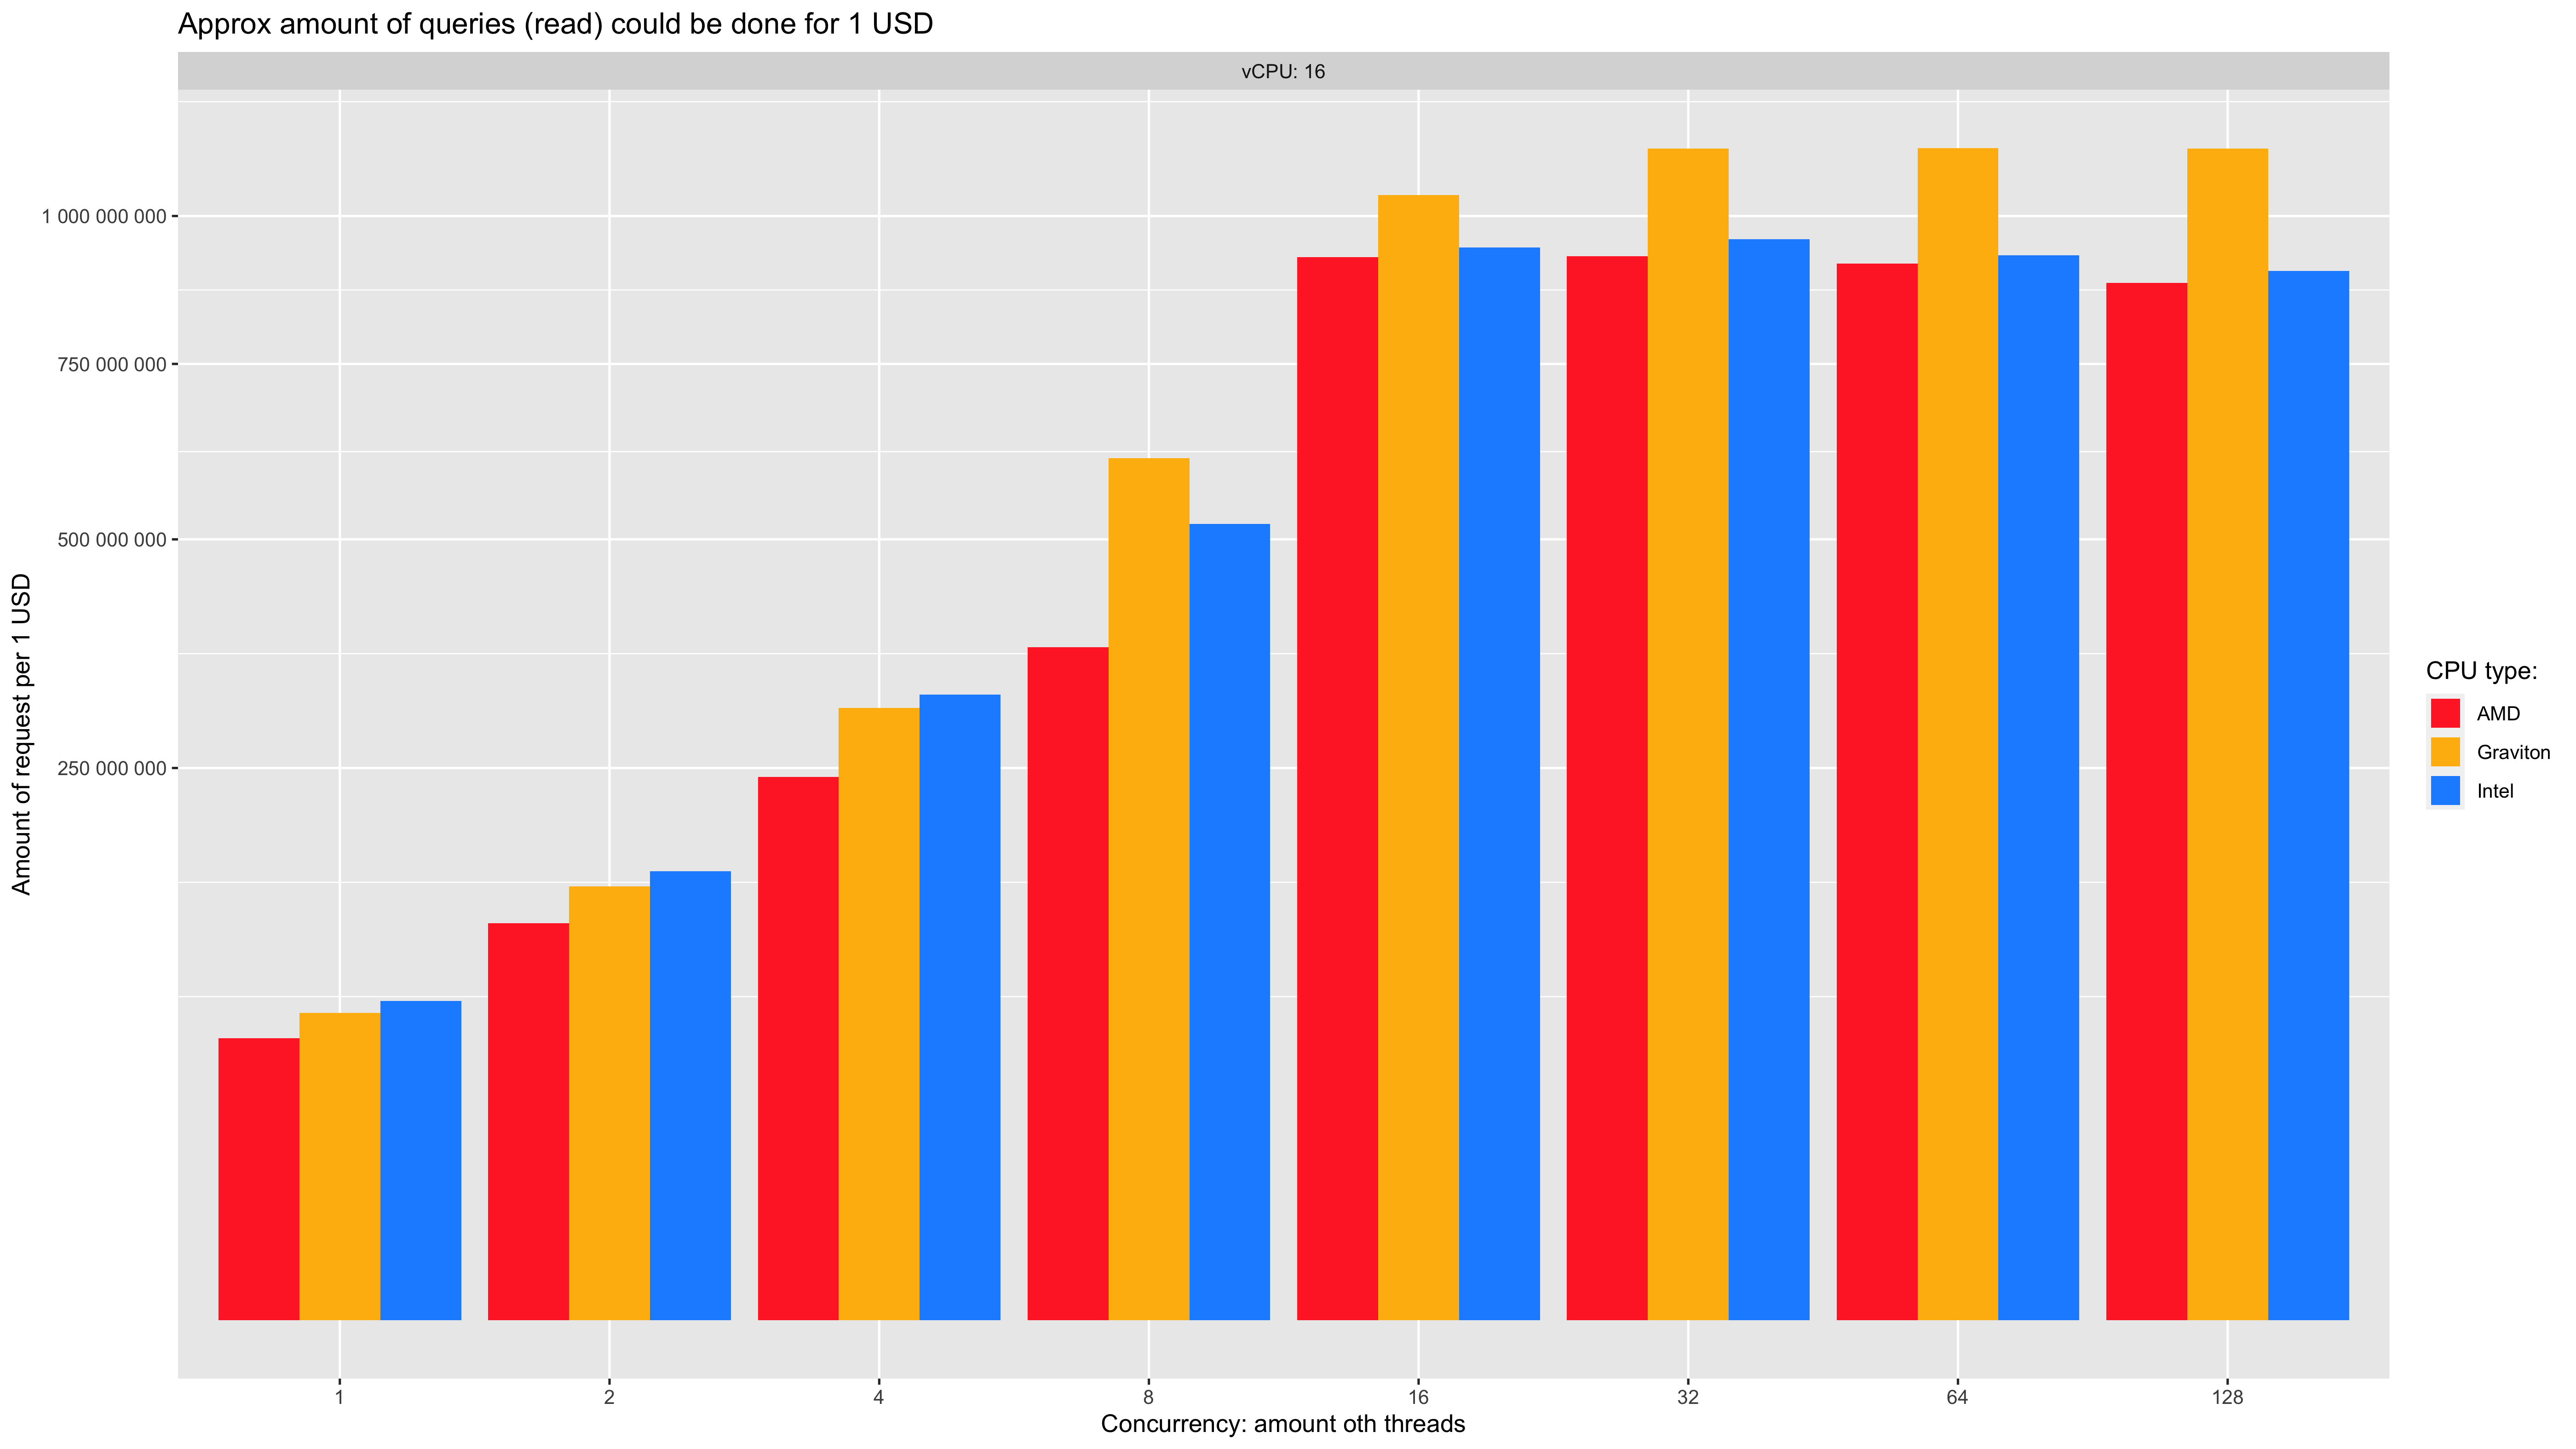 Approx amount of queries (read) could be done for 1 USD
vCPU: 16
Amount of request per 1 USD
1 000 000 000
750 000 000
500 000 000
250 000 000
1 2 4 8 16 32 64 128
Concurrency: amount oth threads
CPU type:
AMD
Graviton
Intel